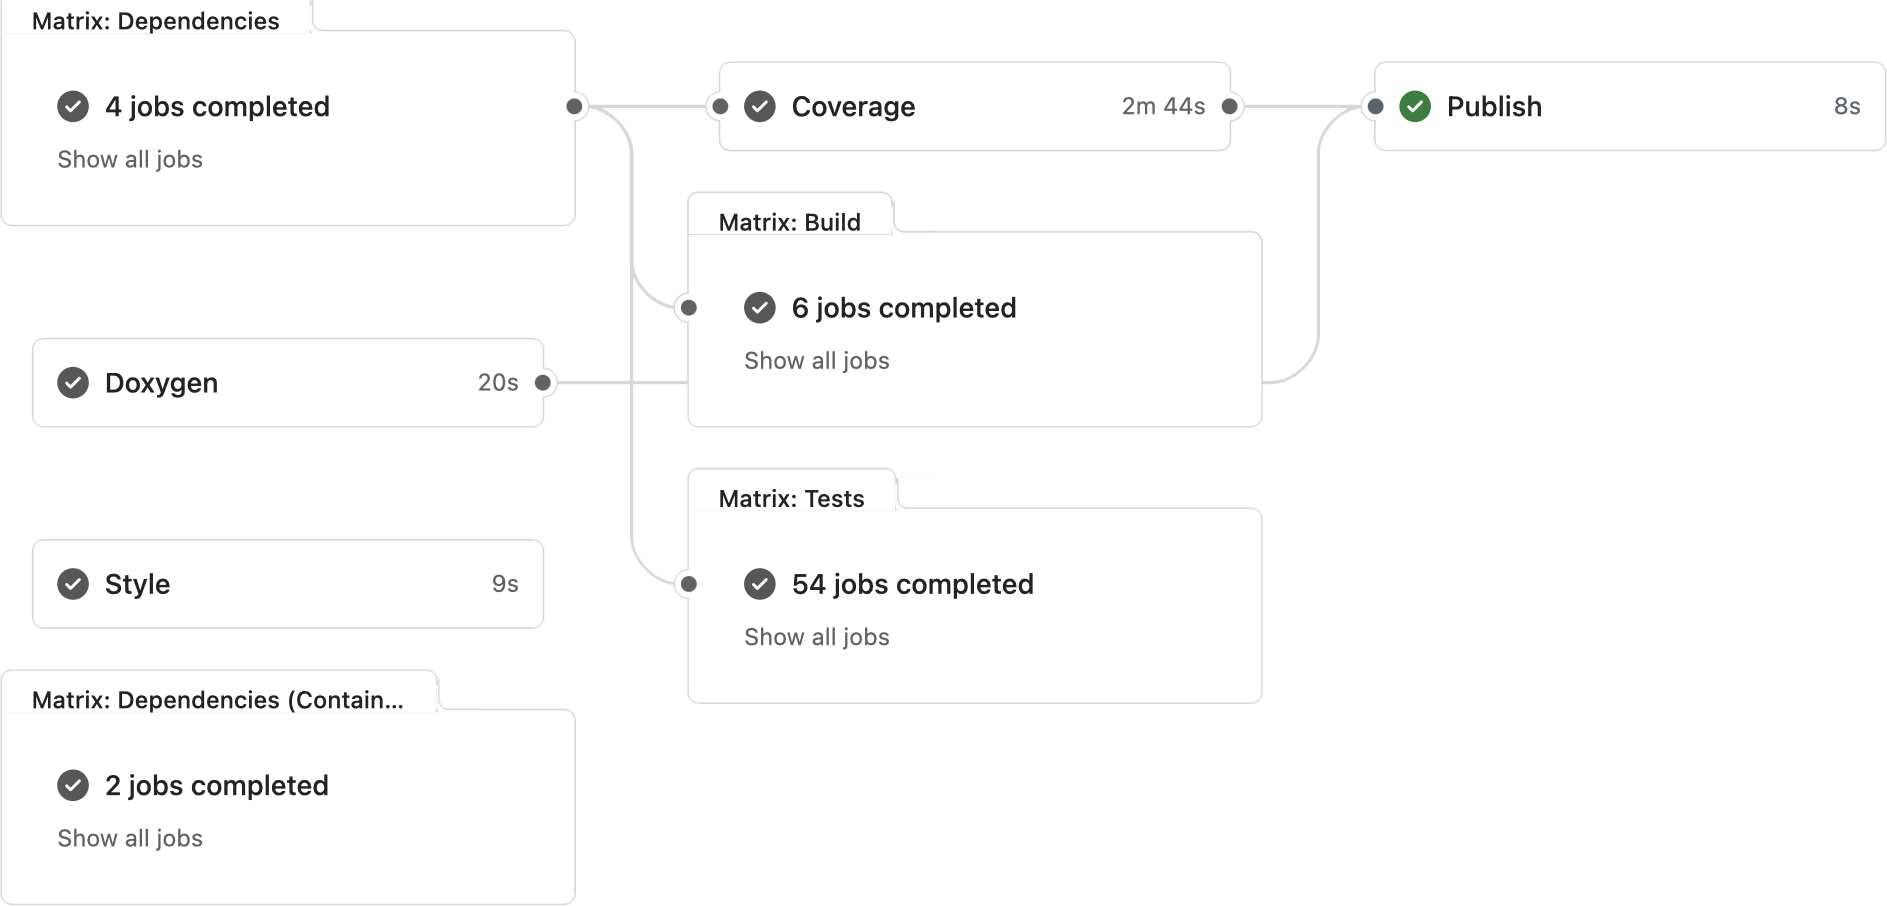 Matrix: Dependencies
4 jobs completed
Show all jobs
Coverage 2m 44s
Publish 8s
Matrix: Build
6 jobs completed
Show all jobs
Doxygen 20s
Matrix: Tests
54 jobs completed
Show all jobs
Style 9s
Matrix: Dependencies (Contain...
2 jobs completed
Show all jobs